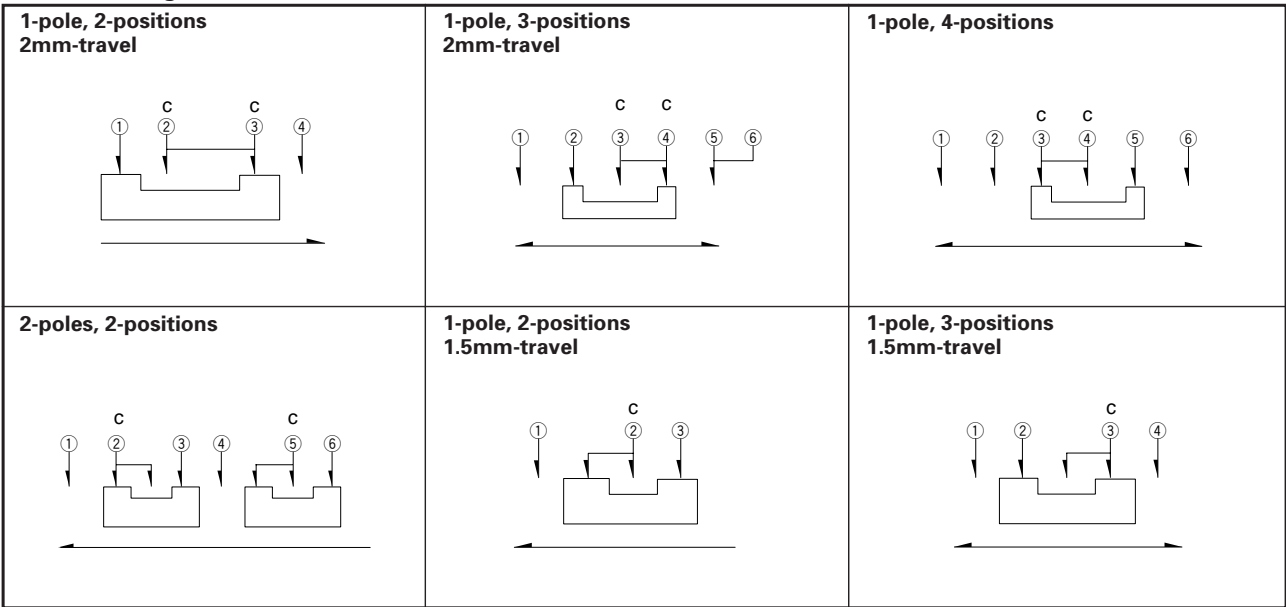 1-pole, 2-positions
2mm-travel
C C
① ② ③ ④
1-pole, 3-positions
2mm-travel
C C
① ② ③ ④ ⑤ ⑥
1-pole, 4-positions
C C
① ② ③ ④ ⑤ ⑥
2-poles, 2-positions
C C
① ② ③ ④ ⑤ ⑥
1-pole, 2-positions
1.5mm-travel
C
① ② ③
1-pole, 3-positions
1.5mm-travel
C
① ② ③ ④